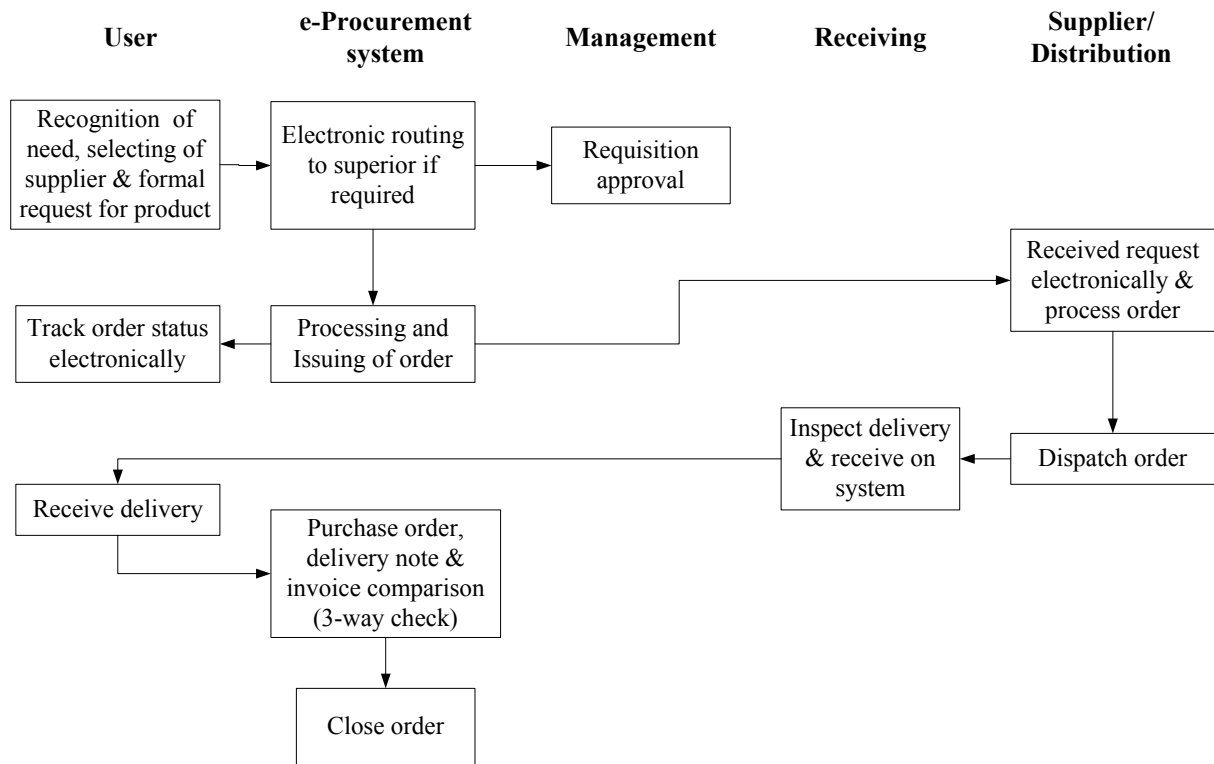 User
e-Procurement
system
Management
Receiving
Supplier/
Distribution
Recognition of
need, selecting of
supplier & formal
request for product
Electronic routing
to superior if
required
Requisition
approval
Received request
electronically &
process order
Track order status
electronically
Processing and
Issuing of order
Inspect delivery
& receive on
system
Dispatch order
Receive delivery
Purchase order,
delivery note &
invoice comparison
(3-way check)
Close order